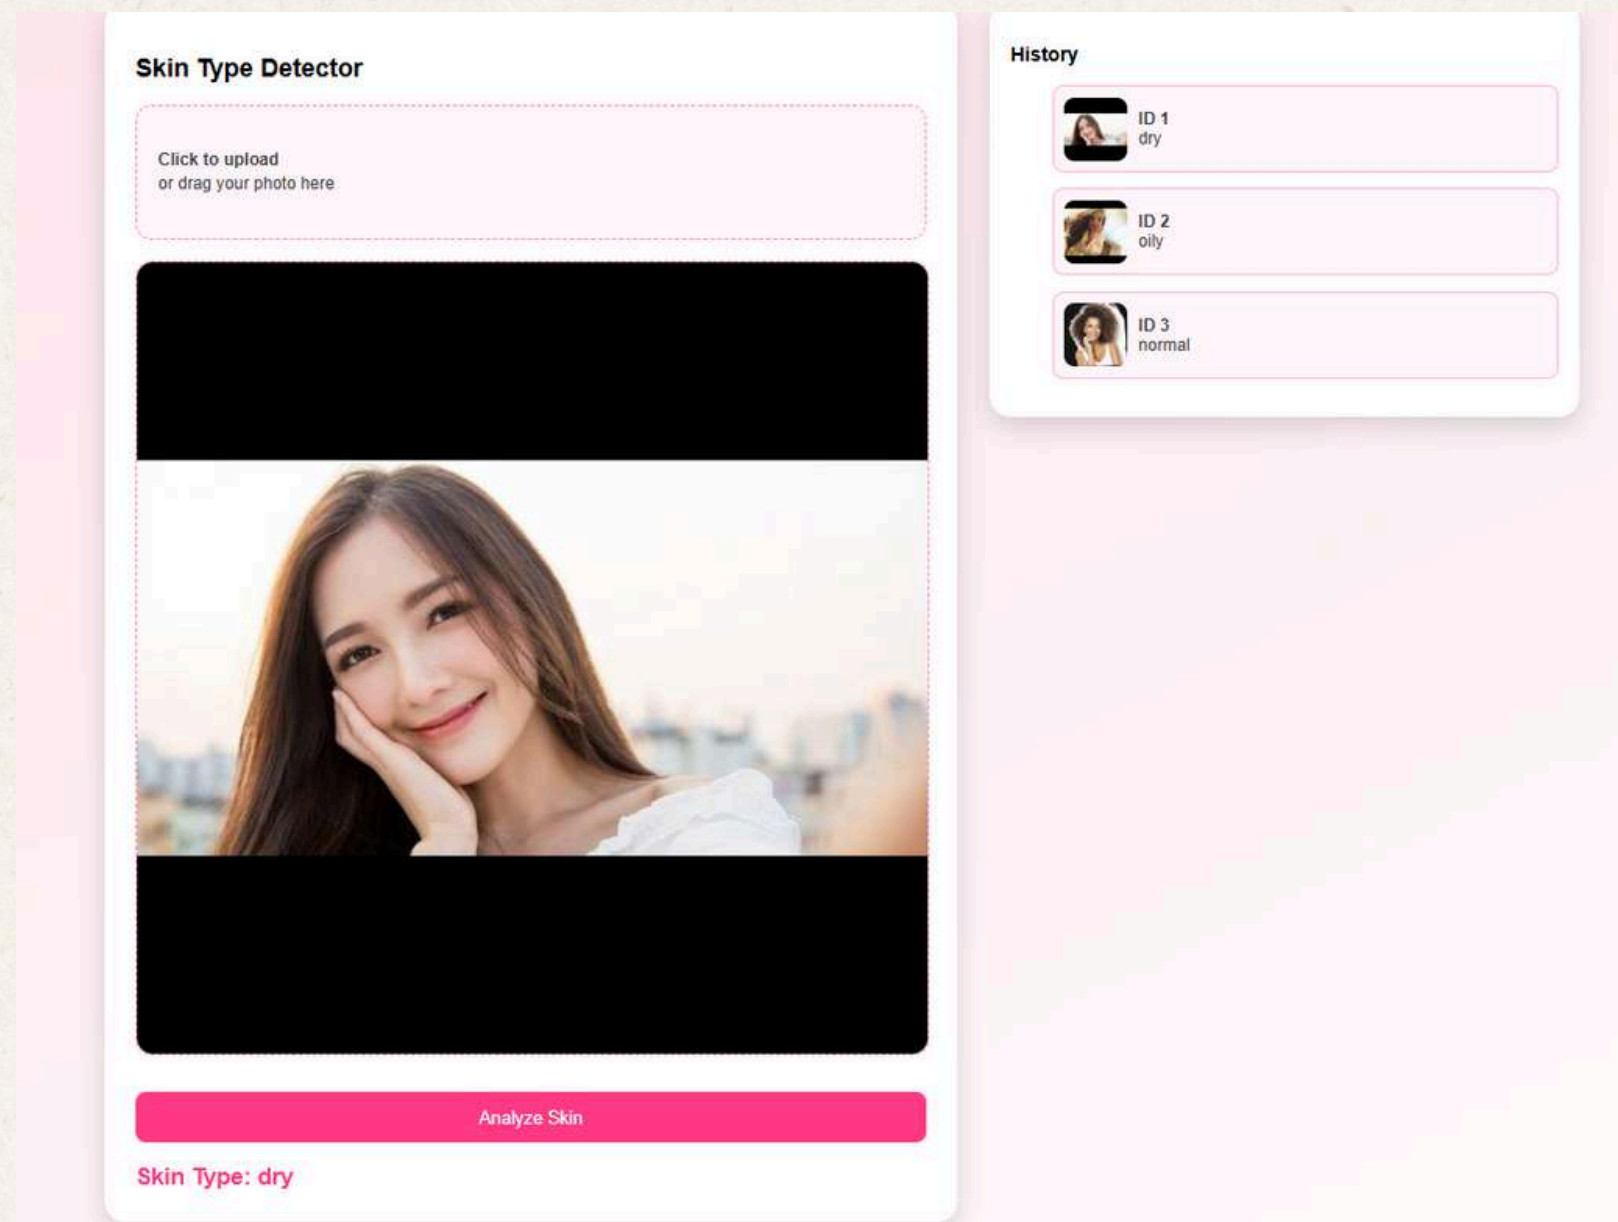 Skin Type Detector
Click to upload
or drag your photo here
Analyze Skin
Skin Type: dry
History
ID 1
dry
ID 2
oily
ID 3
normal